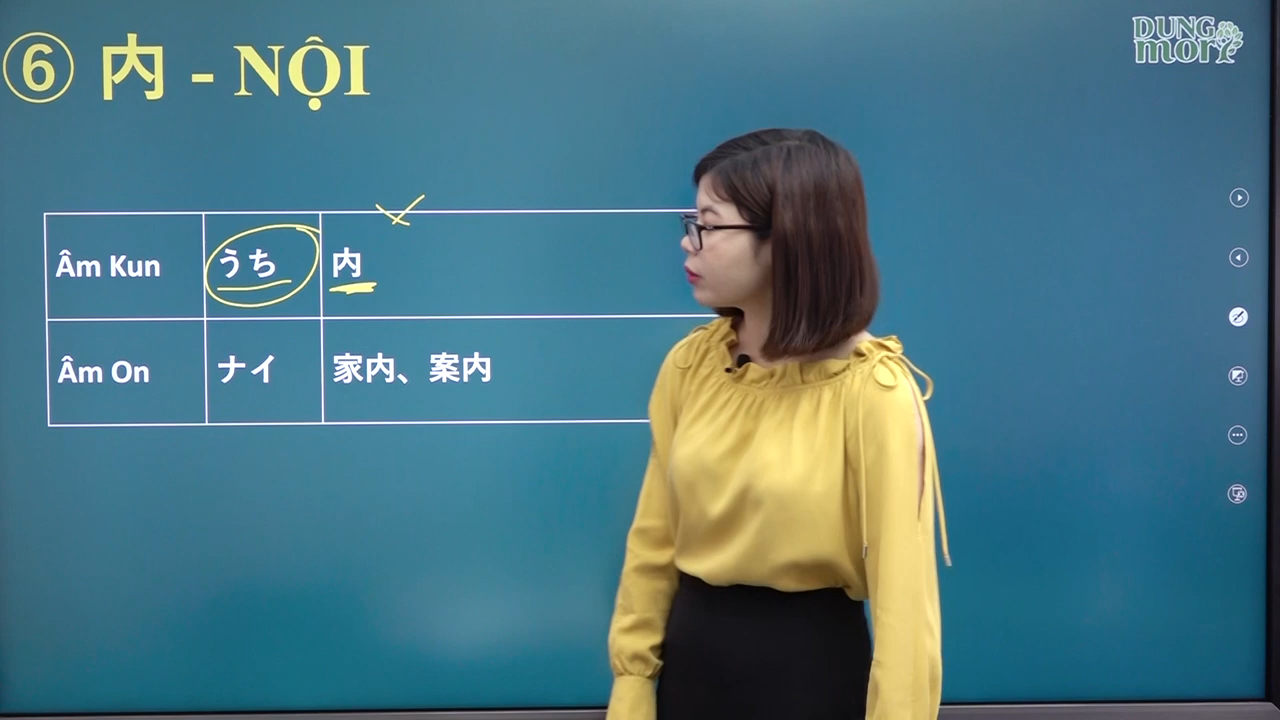 ⑥ 内 - NỘI
DUNG
mori
Âm Kun うち 内
Âm On ナイ 家内、案内